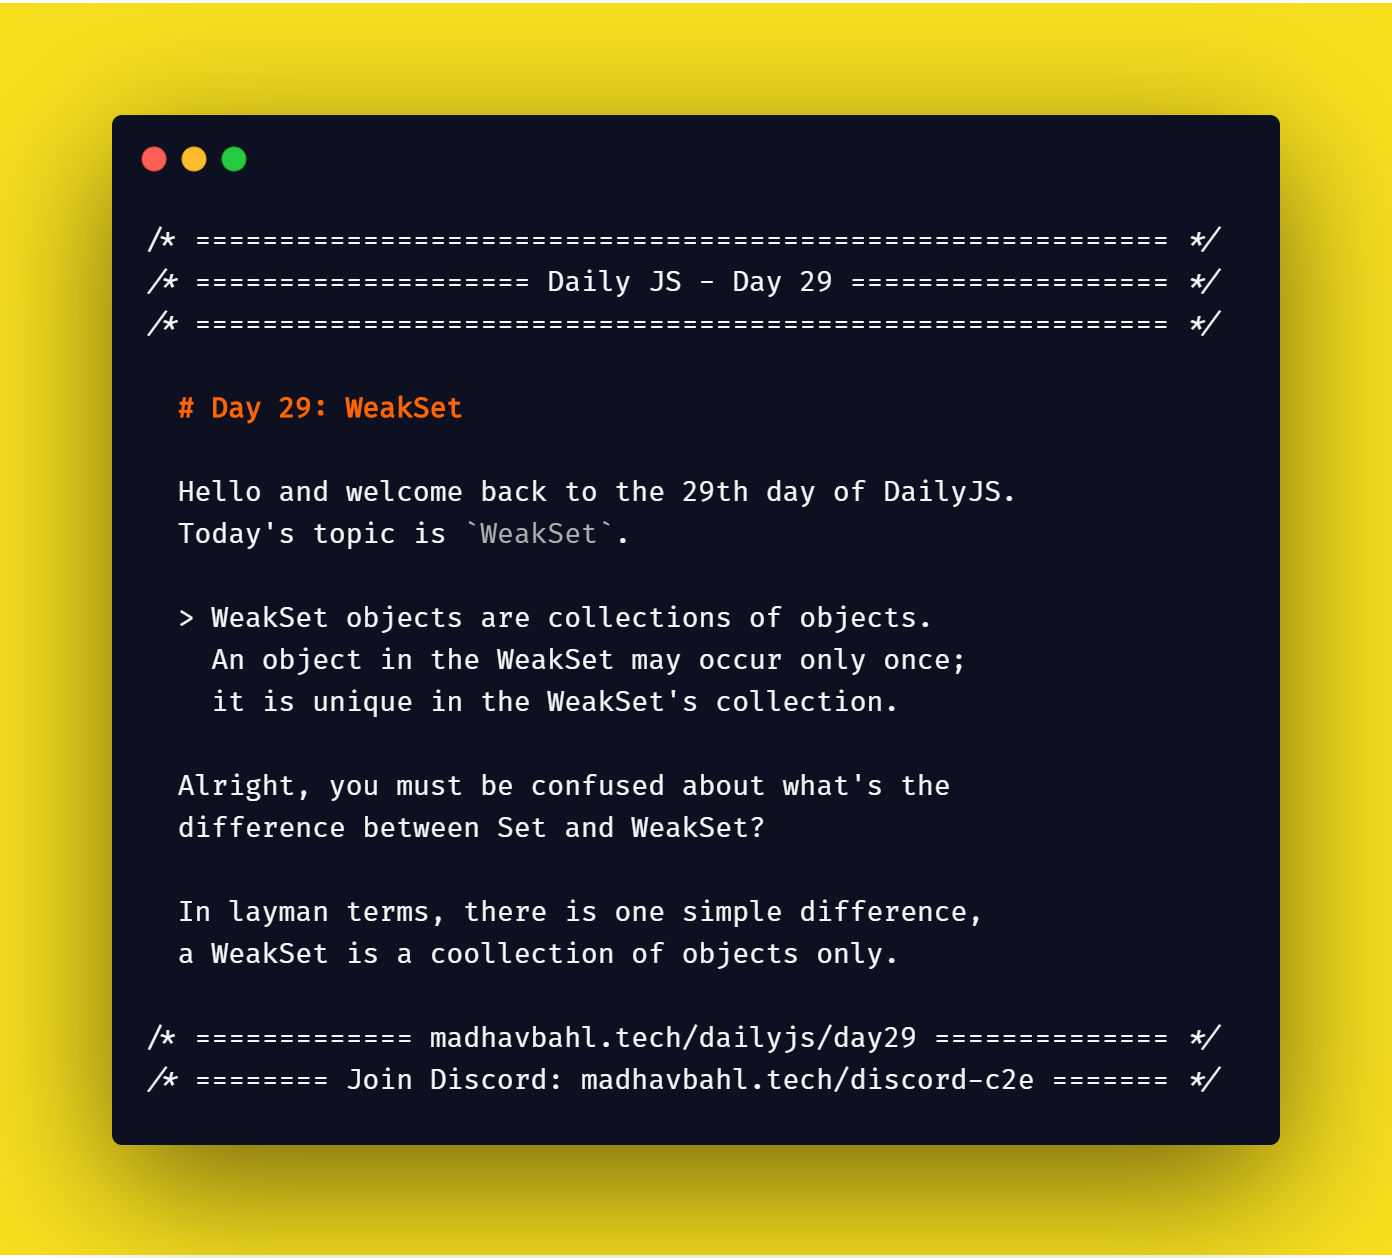 /* ========================================================== */
/* ==================== Daily JS - Day 29 =================== */
/* ========================================================== */
# Day 29: WeakSet
Hello and welcome back to the 29th day of DailyJS.
Today's topic is `WeakSet`.
> WeakSet objects are collections of objects.
An object in the WeakSet may occur only once;
it is unique in the WeakSet's collection.
Alright, you must be confused about what's the
difference between Set and WeakSet?
In layman terms, there is one simple difference,
a WeakSet is a coollection of objects only.
/* ============= madhavbahl.tech/dailyjs/day29 ============== */
/* ======== Join Discord: madhavbahl.tech/discord-c2e ======= */